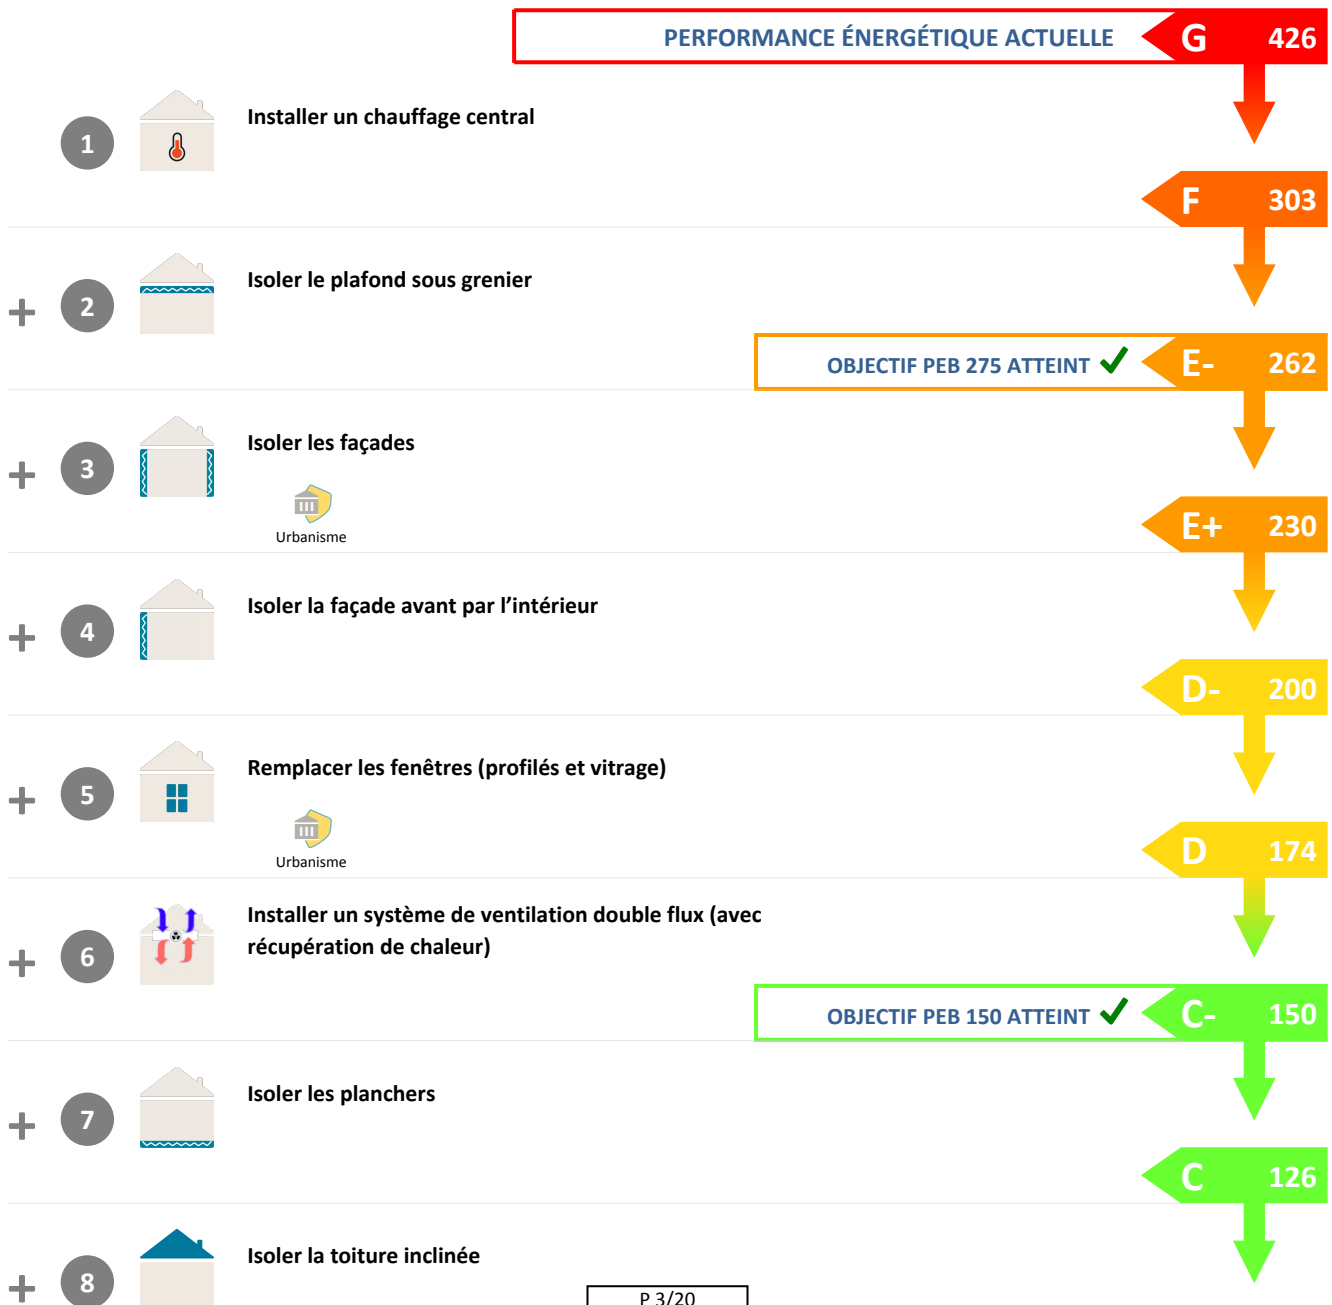 PERFORMANCE ÉNERGÉTIQUE ACTUELLE G 426
1 Installer un chauffage central
F 303
+ 2 Isoler le plafond sous grenier
OBJECTIF PEB 275 ATTEINT ✔ E- 262
+ 3 Isoler les façades
Urbanisme
E+ 230
+ 4 Isoler la façade avant par l’intérieur
D- 200
+ 5 Remplacer les fenêtres (profilés et vitrage)
Urbanisme
D 174
Installer un système de ventilation double flux (avec
+ 6 récupération de chaleur)
OBJECTIF PEB 150 ATTEINT ✔ C- 150
+ 7 Isoler les planchers
C 126
+ 8 Isoler la toiture inclinée
P 3/20